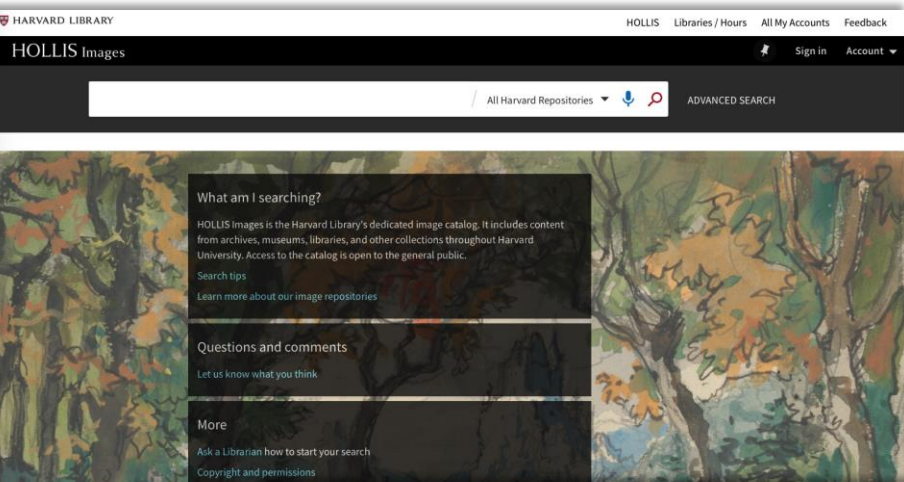 HARVARD LIBRARY
HOLLIS Libraries / Hours All My Accounts Feedback
HOLLIS Images
Sign in Account
All Harvard Repositories
ADVANCED SEARCH
What am I searching?
HOLLIS Images is the Harvard Library's dedicated image catalog. It includes content
from archives, museums, libraries, and other collections throughout Harvard
University. Access to the catalog is open to the general public.
Search tips
Learn more about our image repositories
Questions and comments
Let us know what you think
More
Ask a Librarian how to start your search
Copyright and permissions